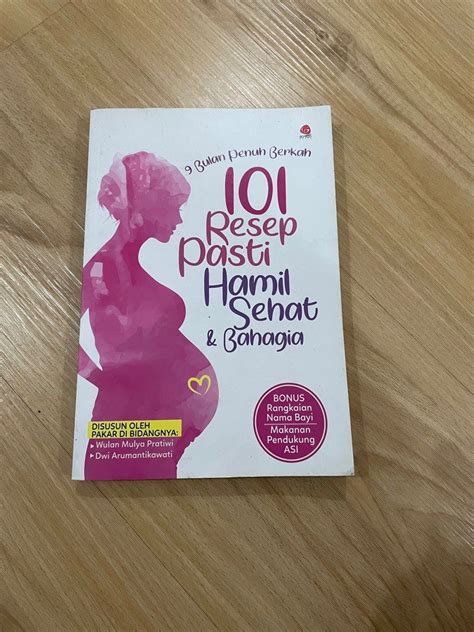 9 Bulan Penuh Berkah
101
Resep
Pasti
Hamil
Sehat
& Bahagia
BONUS
Rangkaian
Nama Bayi
Makanan
Pendukung
ASI
DISUSUN OLEH
PAKAR DI BIDANGNYA:
Wulan Mulya Pratiwi
Dwi Arumantikawati